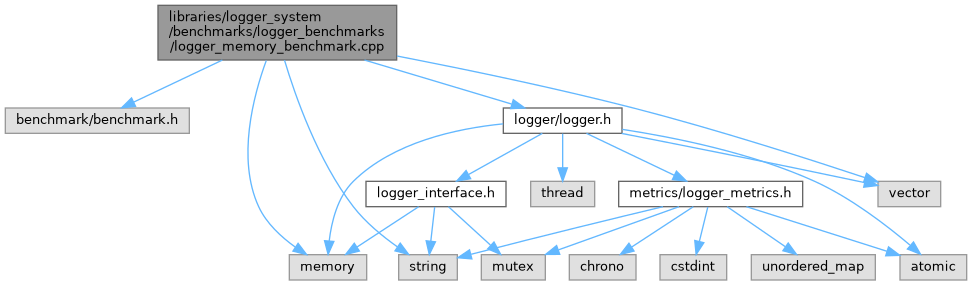 libraries/logger_system
/benchmarks/logger_benchmarks
/logger_memory_benchmark.cpp
benchmark/benchmark.h
logger/logger.h
logger_interface.h
thread
metrics/logger_metrics.h
vector
memory
string
mutex
chrono
cstdint
unordered_map
atomic